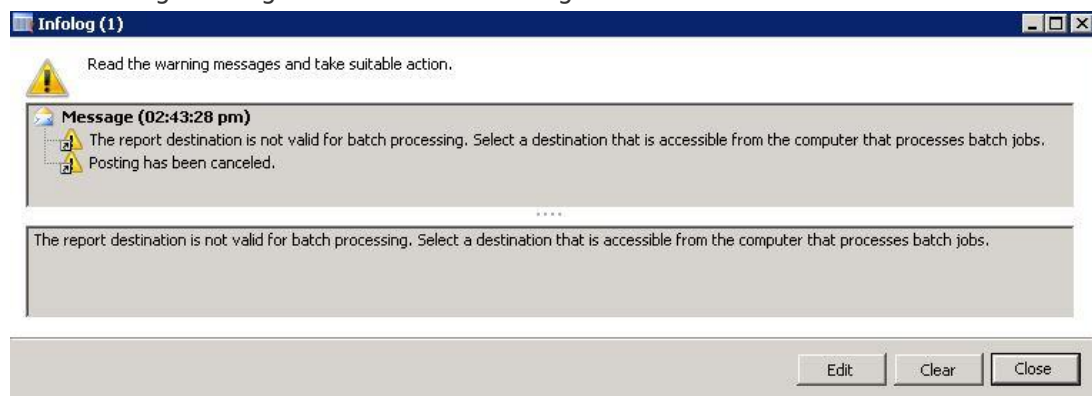 Infolog (1)
Read the warning messages and take suitable action.
Message (02:43:28 pm)
The report destination is not valid for batch processing. Select a destination that is accessible from the computer that processes batch jobs.
Posting has been canceled.
The report destination is not valid for batch processing. Select a destination that is accessible from the computer that processes batch jobs.
Edit Clear Close